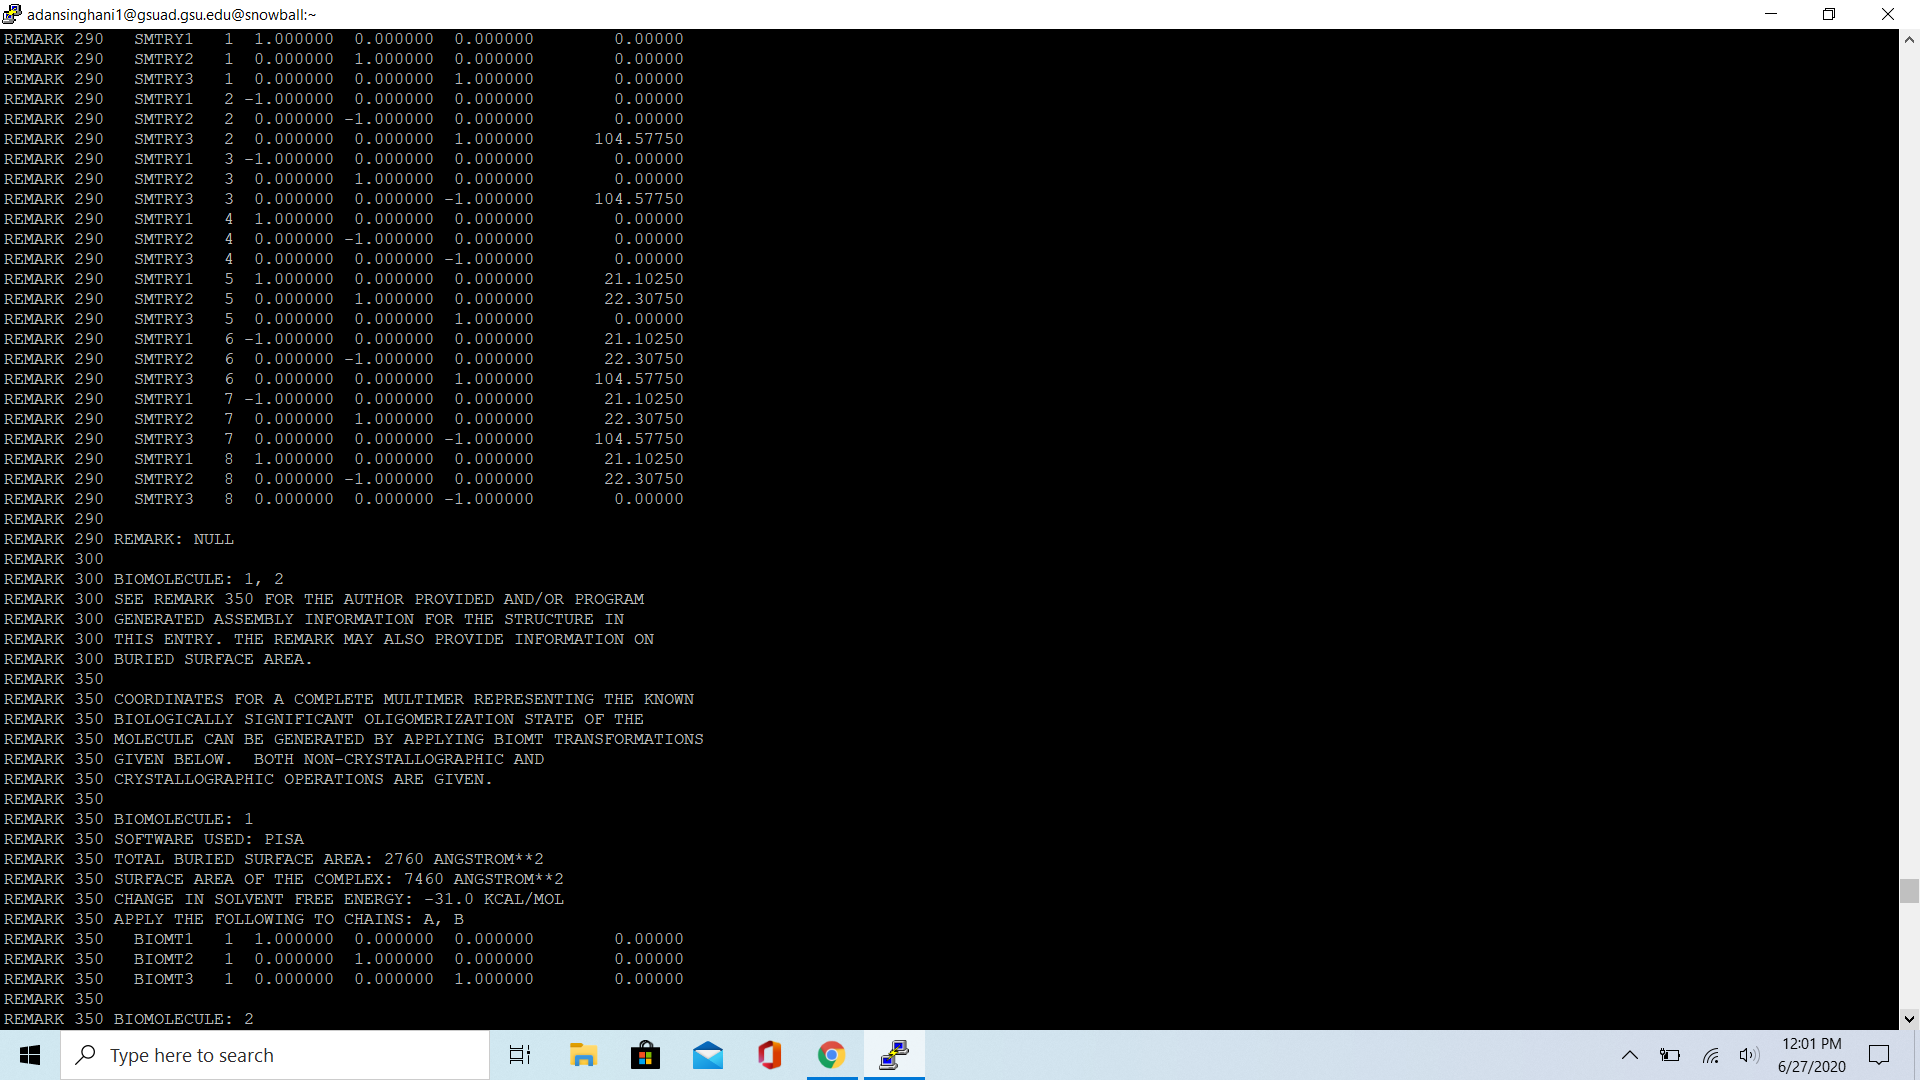 adansinghani1@gsuad.gsu.edu@snowball:~
REMARK 290   SMTRY1   1  1.000000  0.000000  0.000000        0.00000
REMARK 290   SMTRY2   1  0.000000  1.000000  0.000000        0.00000
REMARK 290   SMTRY3   1  0.000000  0.000000  1.000000        0.00000
REMARK 290   SMTRY1   2 -1.000000  0.000000  0.000000        0.00000
REMARK 290   SMTRY2   2  0.000000 -1.000000  0.000000        0.00000
REMARK 290   SMTRY3   2  0.000000  0.000000  1.000000      104.57750
REMARK 290   SMTRY1   3 -1.000000  0.000000  0.000000        0.00000
REMARK 290   SMTRY2   3  0.000000  1.000000  0.000000        0.00000
REMARK 290   SMTRY3   3  0.000000  0.000000 -1.000000      104.57750
REMARK 290   SMTRY1   4  1.000000  0.000000  0.000000        0.00000
REMARK 290   SMTRY2   4  0.000000 -1.000000  0.000000        0.00000
REMARK 290   SMTRY3   4  0.000000  0.000000 -1.000000        0.00000
REMARK 290   SMTRY1   5  1.000000  0.000000  0.000000       21.10250
REMARK 290   SMTRY2   5  0.000000  1.000000  0.000000       22.30750
REMARK 290   SMTRY3   5  0.000000  0.000000  1.000000        0.00000
REMARK 290   SMTRY1   6 -1.000000  0.000000  0.000000       21.10250
REMARK 290   SMTRY2   6  0.000000 -1.000000  0.000000       22.30750
REMARK 290   SMTRY3   6  0.000000  0.000000  1.000000      104.57750
REMARK 290   SMTRY1   7 -1.000000  0.000000  0.000000       21.10250
REMARK 290   SMTRY2   7  0.000000  1.000000  0.000000       22.30750
REMARK 290   SMTRY3   7  0.000000  0.000000 -1.000000      104.57750
REMARK 290   SMTRY1   8  1.000000  0.000000  0.000000       21.10250
REMARK 290   SMTRY2   8  0.000000 -1.000000  0.000000       22.30750
REMARK 290   SMTRY3   8  0.000000  0.000000 -1.000000        0.00000
REMARK 290
REMARK 290 REMARK: NULL
REMARK 300
REMARK 300 BIOMOLECULE: 1, 2
REMARK 300 SEE REMARK 350 FOR THE AUTHOR PROVIDED AND/OR PROGRAM
REMARK 300 GENERATED ASSEMBLY INFORMATION FOR THE STRUCTURE IN
REMARK 300 THIS ENTRY. THE REMARK MAY ALSO PROVIDE INFORMATION ON
REMARK 300 BURIED SURFACE AREA.
REMARK 350
REMARK 350 COORDINATES FOR A COMPLETE MULTIMER REPRESENTING THE KNOWN
REMARK 350 BIOLOGICALLY SIGNIFICANT OLIGOMERIZATION STATE OF THE
REMARK 350 MOLECULE CAN BE GENERATED BY APPLYING BIOMT TRANSFORMATIONS
REMARK 350 GIVEN BELOW.  BOTH NON-CRYSTALLOGRAPHIC AND
REMARK 350 CRYSTALLOGRAPHIC OPERATIONS ARE GIVEN.
REMARK 350
REMARK 350 BIOMOLECULE: 1
REMARK 350 SOFTWARE USED: PISA
REMARK 350 TOTAL BURIED SURFACE AREA: 2760 ANGSTROM**2
REMARK 350 SURFACE AREA OF THE COMPLEX: 7460 ANGSTROM**2
REMARK 350 CHANGE IN SOLVENT FREE ENERGY: -31.0 KCAL/MOL
REMARK 350 APPLY THE FOLLOWING TO CHAINS: A, B
REMARK 350   BIOMT1   1  1.000000  0.000000  0.000000        0.00000
REMARK 350   BIOMT2   1  0.000000  1.000000  0.000000        0.00000
REMARK 350   BIOMT3   1  0.000000  0.000000  1.000000        0.00000
REMARK 350
REMARK 350 BIOMOLECULE: 2
Type here to search
12:01 PM
6/27/2020